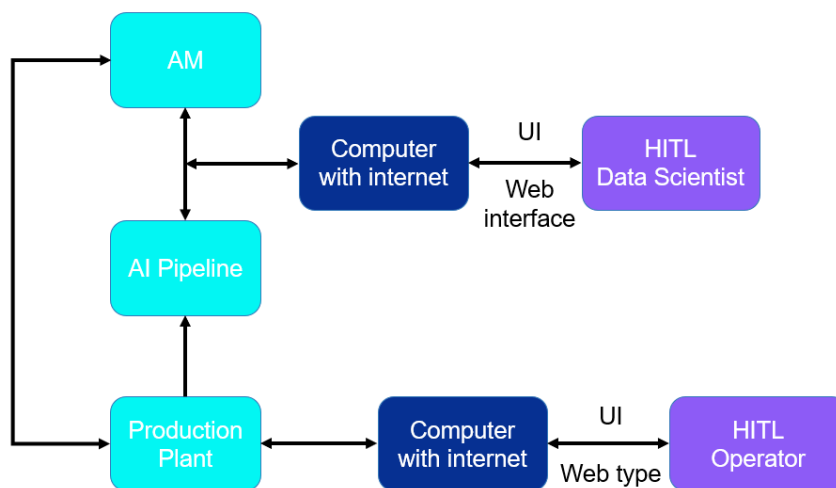 AM
Computer
with internet
UI
Web
interface
HITL
Data Scientist
AI Pipeline
Production
Plant
Computer
with internet
UI
Web type
HITL
Operator